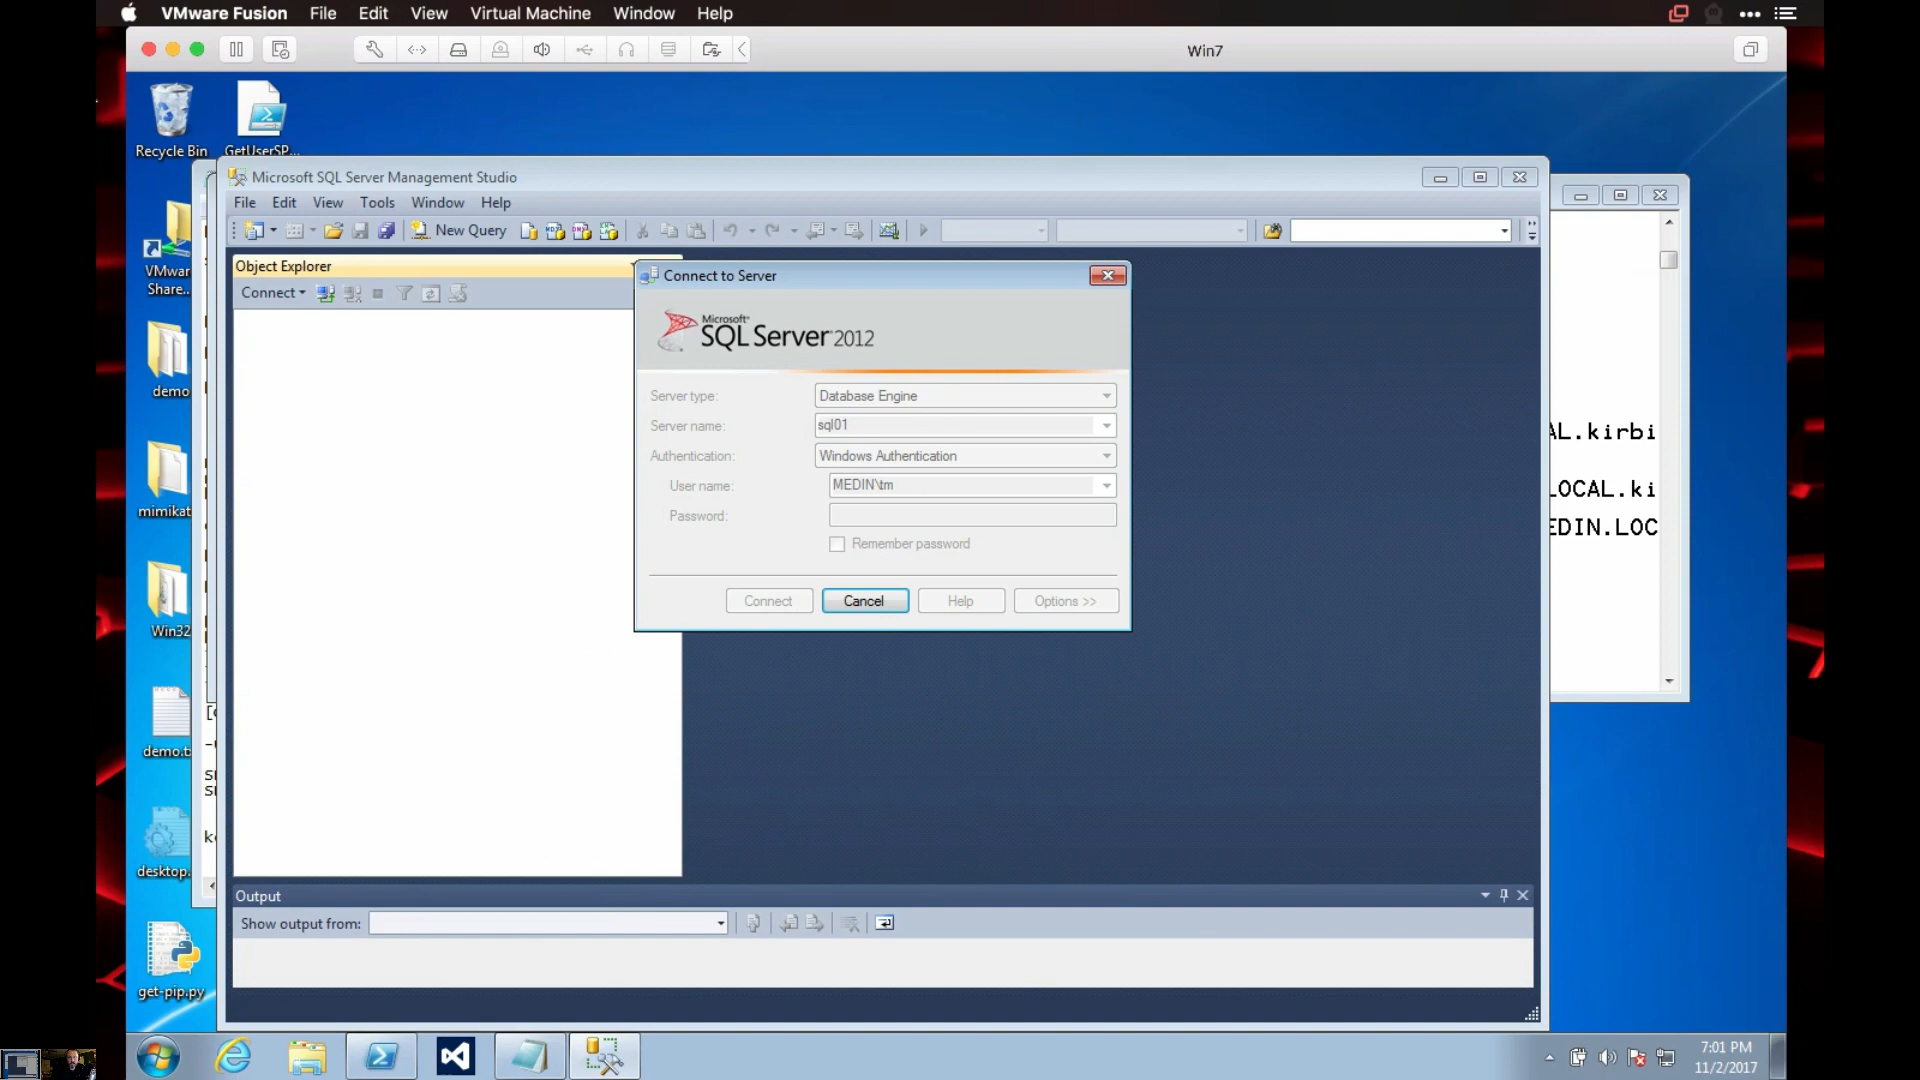 VMware Fusion File Edit View Virtual Machine Window Help
Win7
Recycle Bin
GetUserSP...
Microsoft SQL Server Management Studio
File Edit View Tools Window Help
New Query
Object Explorer
Connect
Connect to Server
Microsoft
SQL Server 2012
Server type: Database Engine
Server name: sql01
Authentication: Windows Authentication
User name: MEDIN\tm
Password:
Remember password
Connect Cancel Help Options >>
AL.kirbi
LOCAL.ki
EDIN.LOC
VMware
Share...
demo
mimikat
Win32
demo.t
desktop.
get-pip.py
Output
Show output from:
7:01 PM
11/2/2017